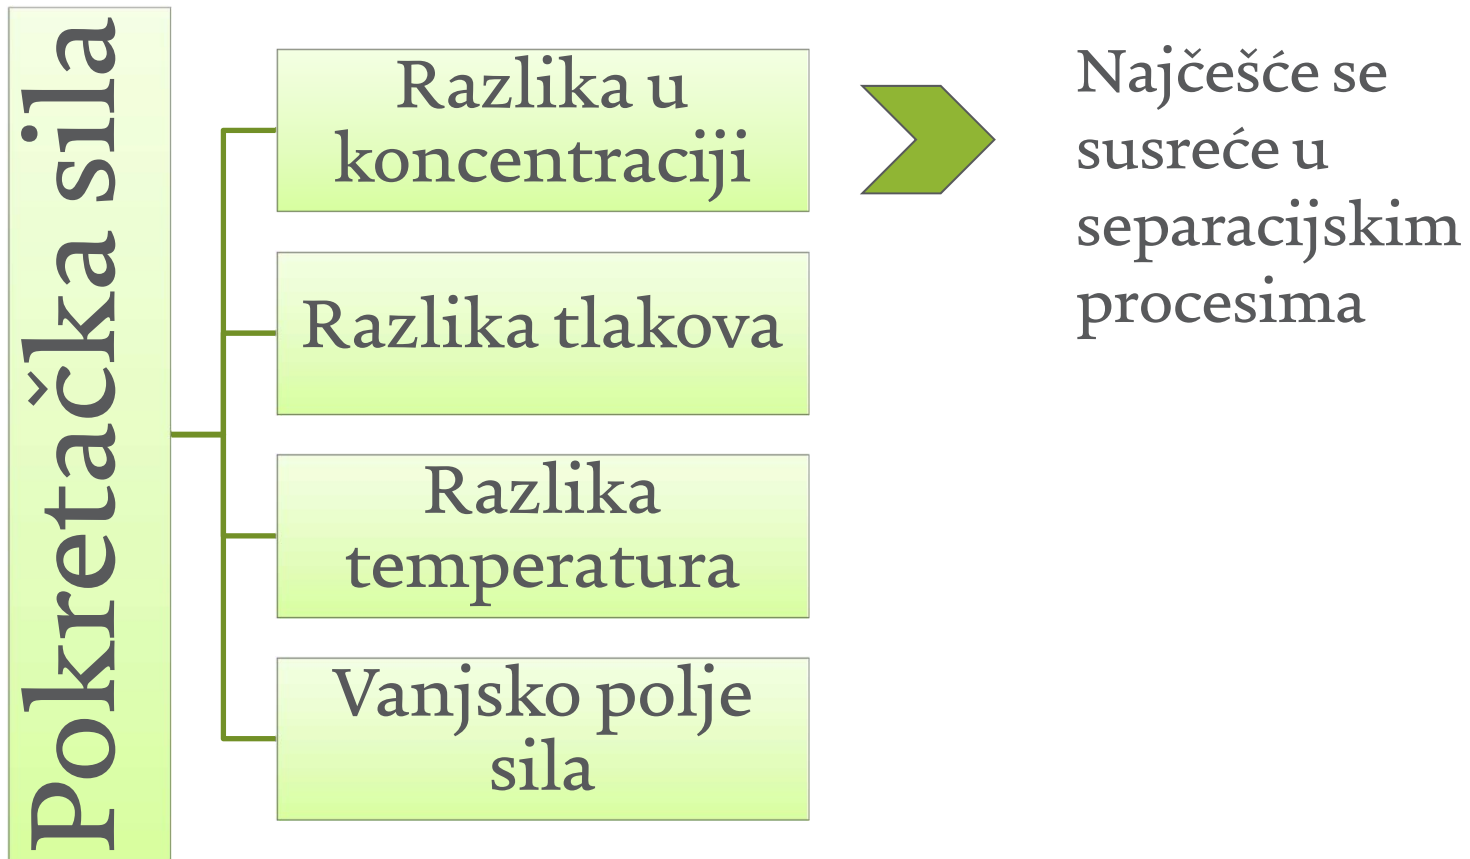 Pokretačka sila
Razlika u
koncentraciji
Najčešće se
susreće u
separacijskim
procesima
Razlika tlakova
Razlika
temperatura
Vanjsko polje
sila